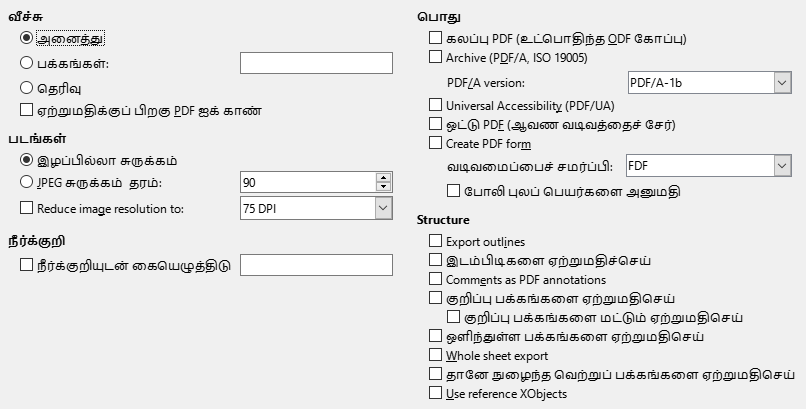 வீச்சு
அனைத்து
பக்கங்கள்:
தெரிவு
ஏற்றுமதிக்குப் பிறகு PDF ஐக் காண்
படங்கள்
இழப்பில்லா சுருக்கம்
JPEG சுருக்கம் தரம்: 90
Reduce image resolution to: 75 DPI
நீர்க்குறி
நீர்க்குறியுடன் கையெழுத்திடு
பொது
கலப்பு PDF (உட்பொதிந்த ODF கோப்பு)
Archive (PDF/A, ISO 19005)
PDF/A version: PDF/A-1b
Universal Accessibility (PDF/UA)
ஒட்டு PDF (ஆவண வடிவத்தைச் சேர்)
Create PDF form
வடிவமைப்பைச் சமர்ப்பி: FDF
போலி புலப் பெயர்களை அனுமதி
Structure
Export outlines
இடம்பிடிகளை ஏற்றுமதிச்செய்
Comments as PDF annotations
குறிப்பு பக்கங்களை ஏற்றுமதிசெய்
குறிப்பு பக்கங்களை மட்டும் ஏற்றுமதிசெய்
ஒளிந்துள்ள பக்கங்களை ஏற்றுமதிசெய்
Whole sheet export
தானே நுழைந்த வெற்றுப் பக்கங்களை ஏற்றுமதிசெய்
Use reference XObjects